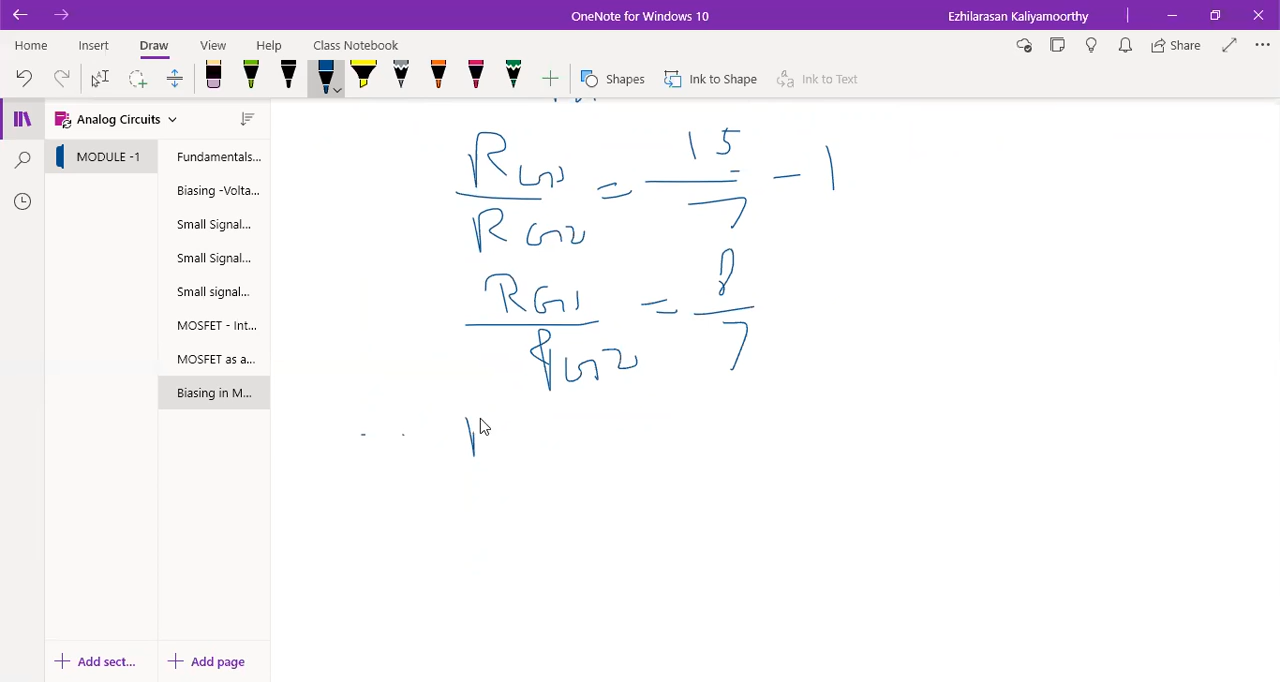 OneNote for Windows 10
Ezhilarasan Kaliyamoorthy
Home Insert Draw View Help Class Notebook
Share
Shapes Ink to Shape Ink to Text
Analog Circuits
MODULE -1
Fundamentals...
Biasing -Volta...
Small Signal...
Small Signal...
Small signal...
MOSFET - Int...
MOSFET as a...
Biasing in M...
Add sect...
Add page
RG1/RG2 = 15/7 - 1
RG1/RG2 = 8/7